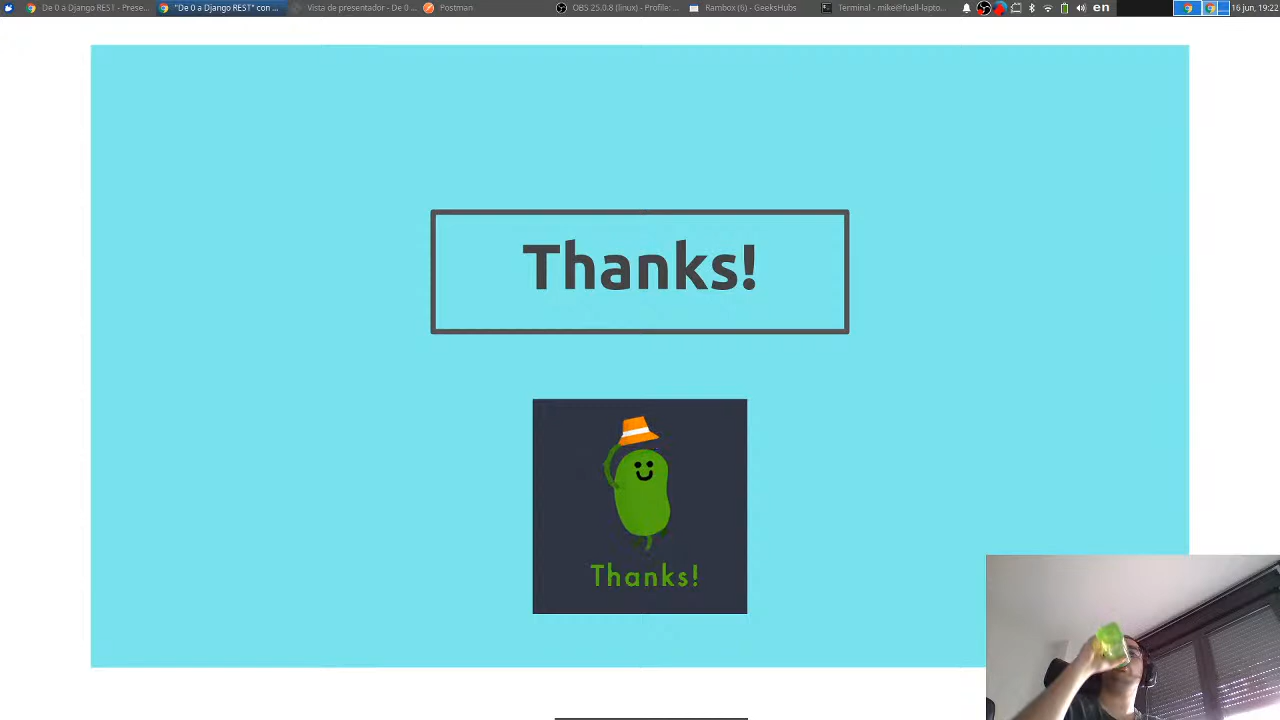 De 0 a Django REST - Prese...
"De 0 a Django REST" con ...
Vista de presentador - De 0 ...
Postman
OBS 25.0.8 (linux) - Profile: ...
Rambox (6) - GeeksHubs
Terminal - mike@fuell-lapto...
en
16 jun, 19:22
Thanks!
Thanks!